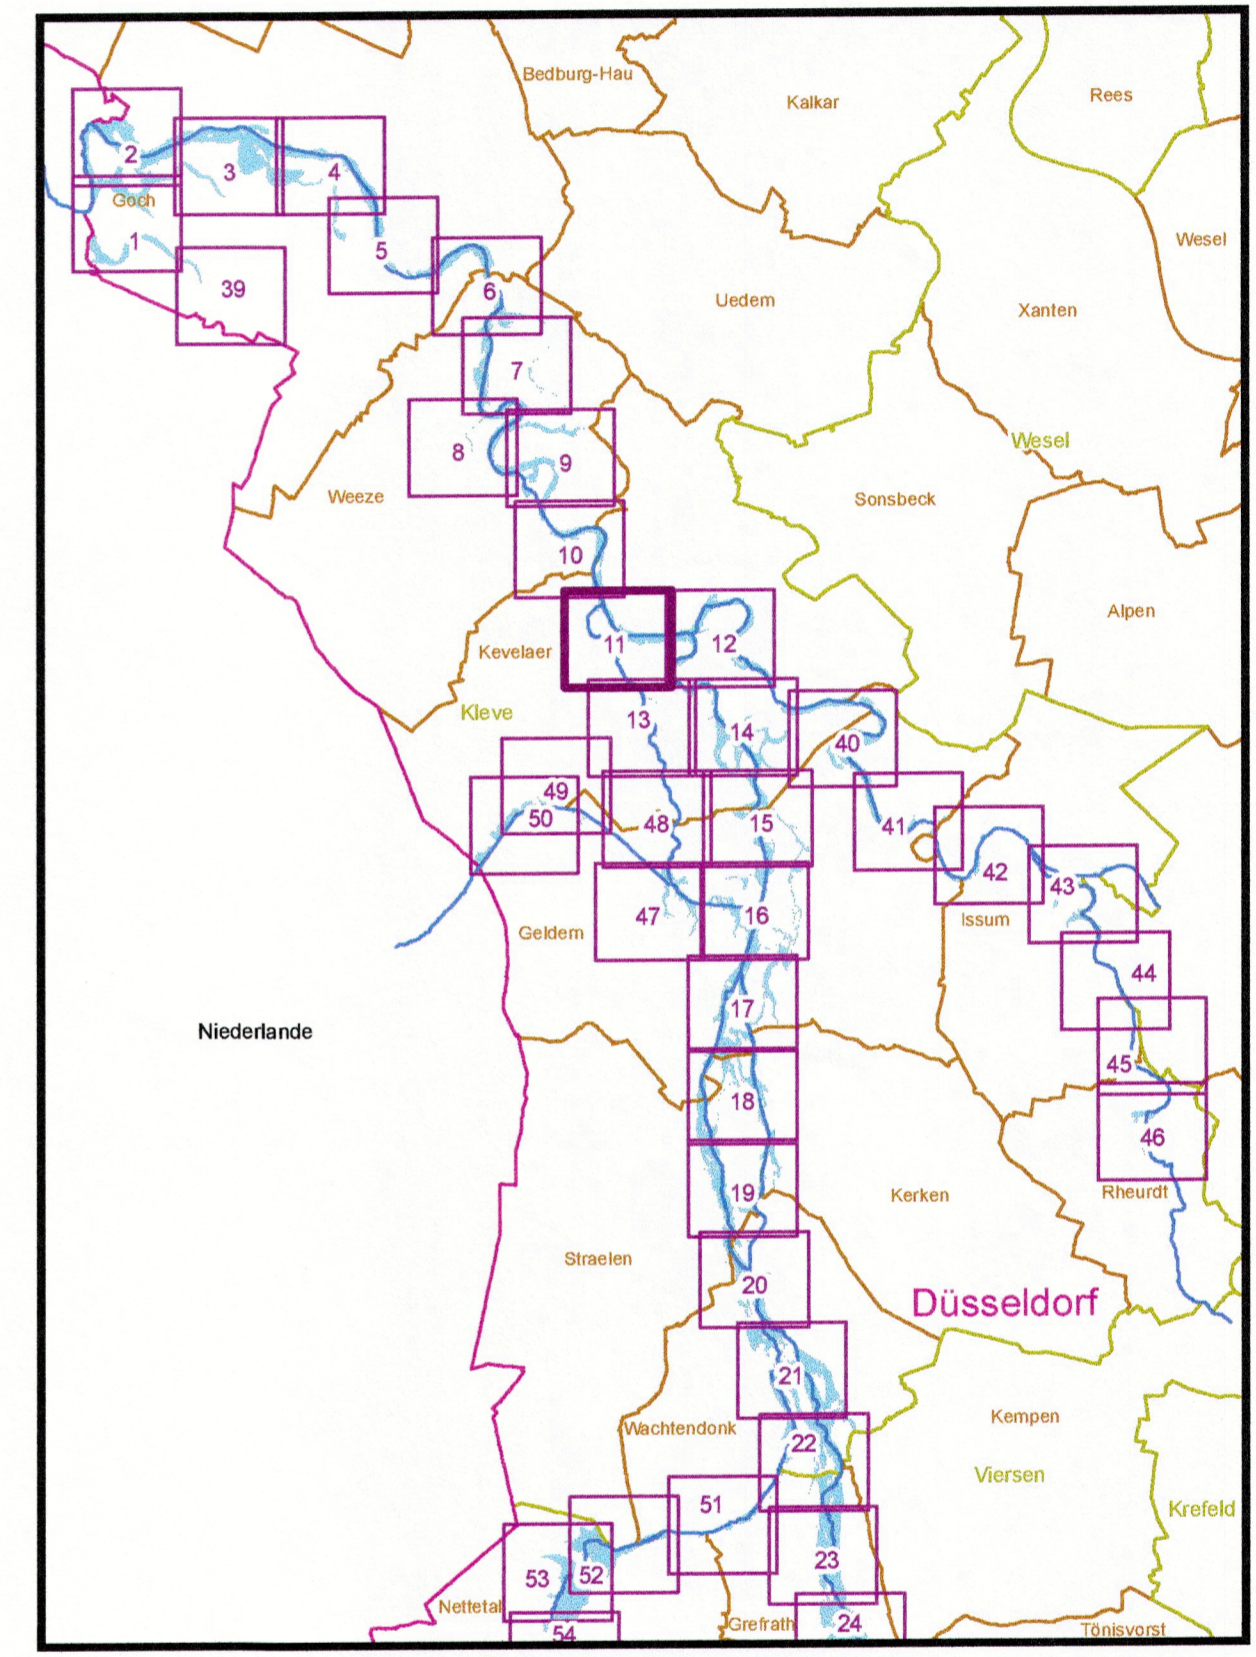 Bedburg-Hau
Kalkar
Rees
2
3
4
Goch
1
5
Wesel
39
6
Uedem
Xanten
7
Wesel
8
9
Weeze
Sonsbeck
10
Alpen
11
12
Kevelaer
Kleve
13
14
40
49
50
48
15
41
42
43
47
16
Issum
Geldern
44
17
Niederlande
45
18
46
19
Kerken
Rheurdt
Straelen
20
Düsseldorf
21
Kempen
Wachtendonk
22
Viersen
51
Krefeld
23
53
52
Nettetal
Grefrath
24
Tönisvorst
54